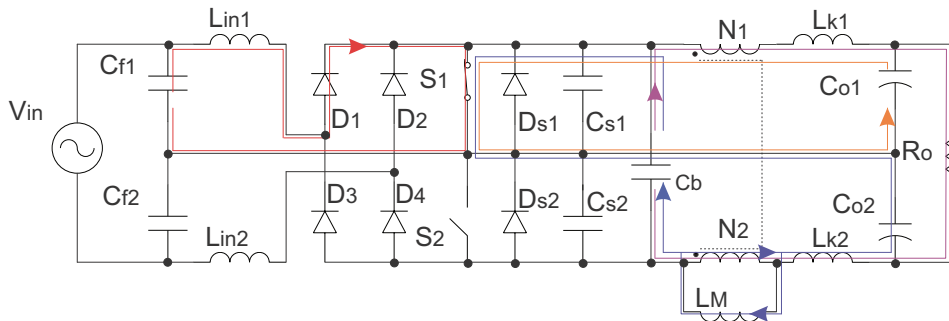 Lin1
N1
Lk1
Cf1
S1
Co1
Vin
D1
D2
Ds1
Cs1
Ro
Cf2
D3
D4
Ds2
Cs2
Cb
Co2
S2
N2
Lin2
Lk2
LM